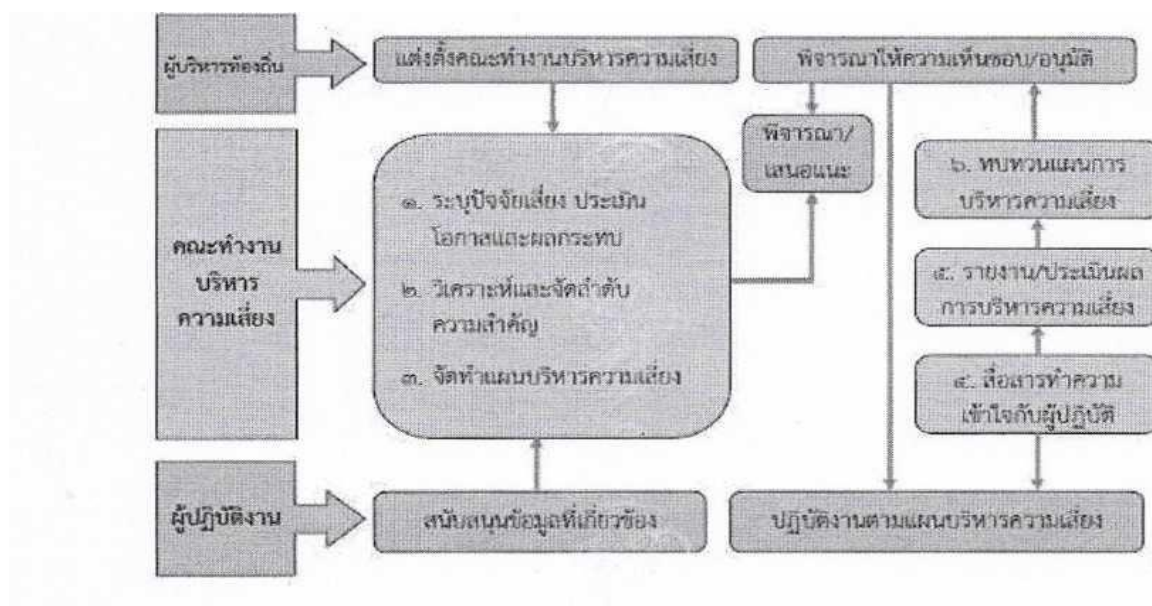 ผู้บริหารท้องถิ่น
แต่งตั้งคณะทำงานบริหารความเสี่ยง
พิจารณาให้ความเห็นชอบ/อนุมัติ
พิจารณา/
เสนอแนะ
คณะทำงาน
บริหาร
ความเสี่ยง
๑. ระบุปัจจัยเสี่ยง ประเมิน
โอกาสและผลกระทบ
๒. วิเคราะห์และจัดลำดับ
ความสำคัญ
๓. จัดทำแผนบริหารความเสี่ยง
๖. ทบทวนแผนการ
บริหารความเสี่ยง
๕. รายงาน/ประเมินผล
การบริหารความเสี่ยง
๔. สื่อสารทำความ
เข้าใจกับผู้ปฏิบัติ
ผู้ปฏิบัติงาน
สนับสนุนข้อมูลที่เกี่ยวข้อง
ปฏิบัติงานตามแผนบริหารความเสี่ยง